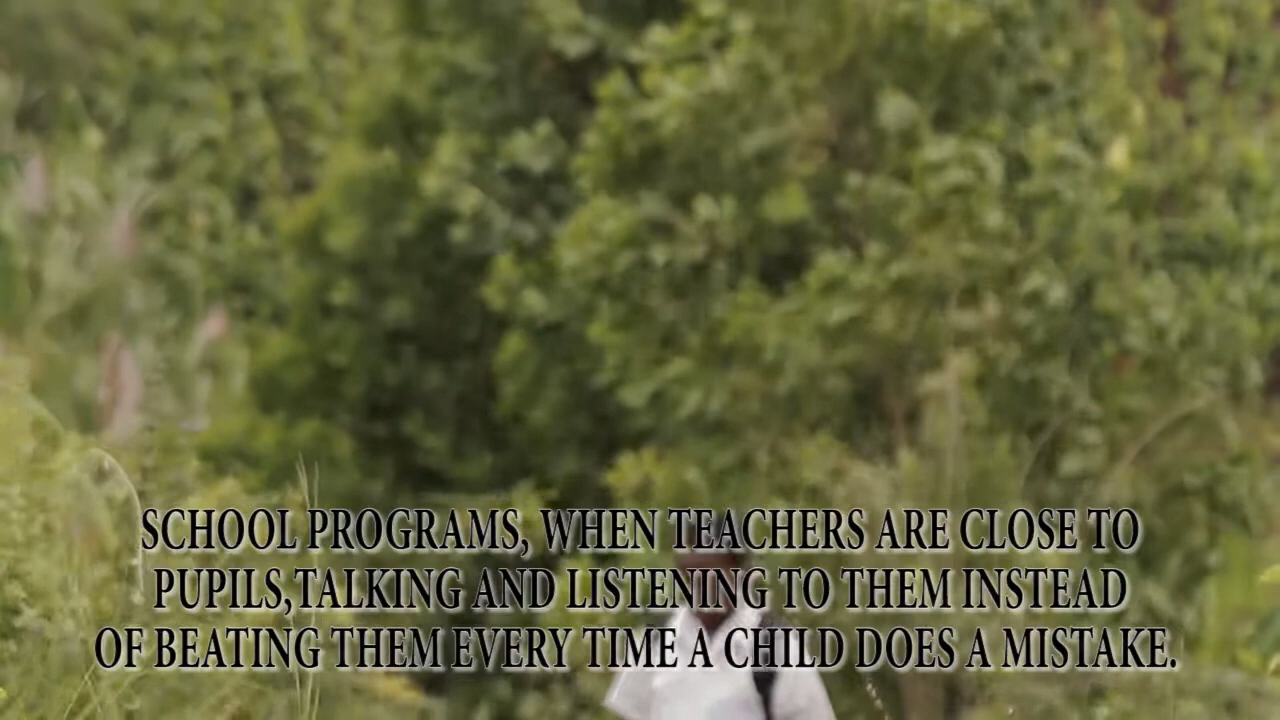 SCHOOL PROGRAMS, WHEN TEACHERS ARE CLOSE TO
PUPILS,TALKING AND LISTENING TO THEM INSTEAD
OF BEATING THEM EVERY TIME A CHILD DOES A MISTAKE.